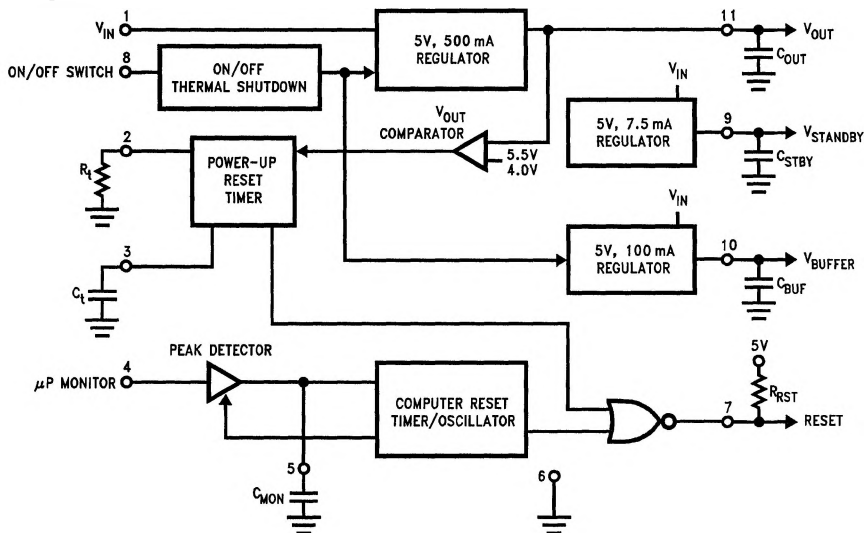 1
V_IN
8
ON/OFF SWITCH
ON/OFF
THERMAL SHUTDOWN
5V, 500 mA
REGULATOR
11
V_OUT
C_OUT
V_OUT
COMPARATOR
5.5V
4.0V
V_IN
5V, 7.5 mA
REGULATOR
9
V_STANDBY
C_STBY
2
R_t
POWER-UP
RESET
TIMER
3
C_t
V_IN
5V, 100 mA
REGULATOR
10
V_BUFFER
C_BUF
PEAK DETECTOR
4
μP MONITOR
COMPUTER RESET
TIMER/OSCILLATOR
5V
R_RST
7
RESET
5
C_MON
6